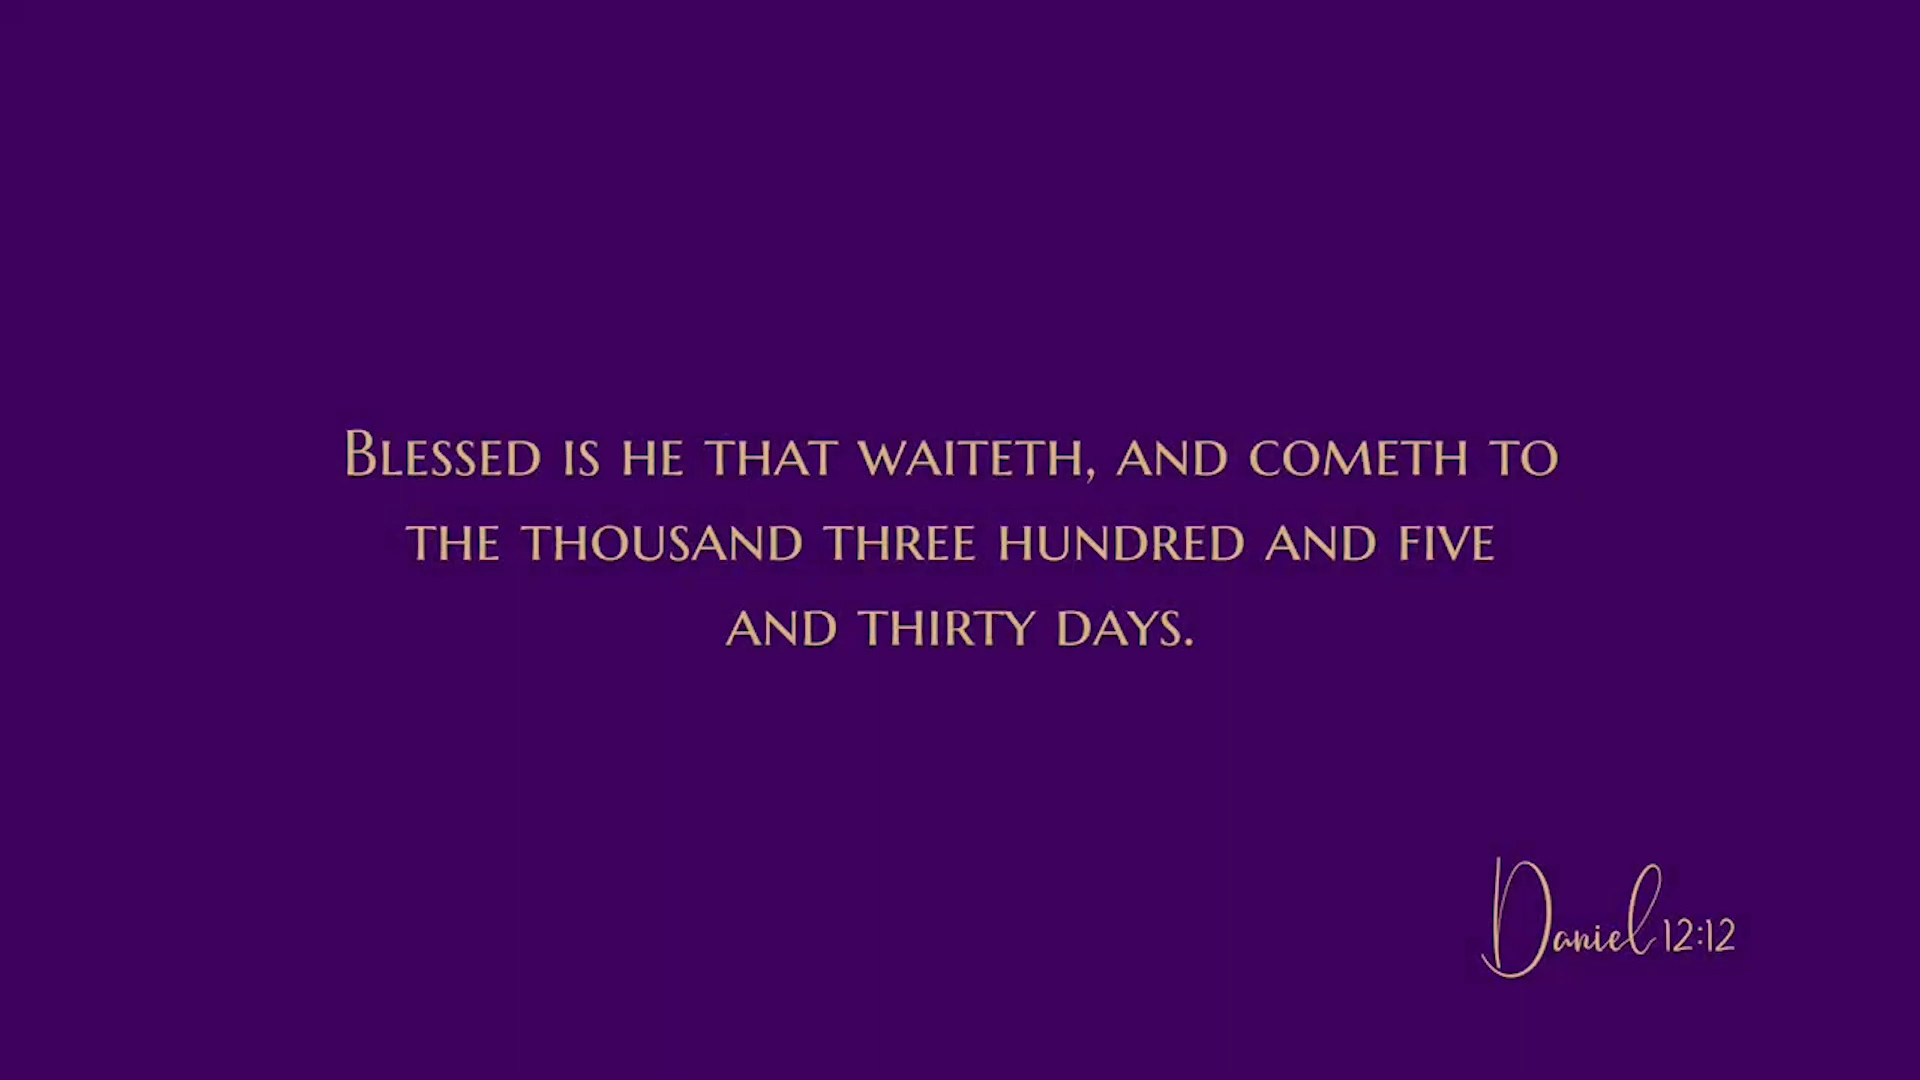 Blessed is he that waiteth, and cometh to
the thousand three hundred and five
and thirty days.
Daniel 12:12